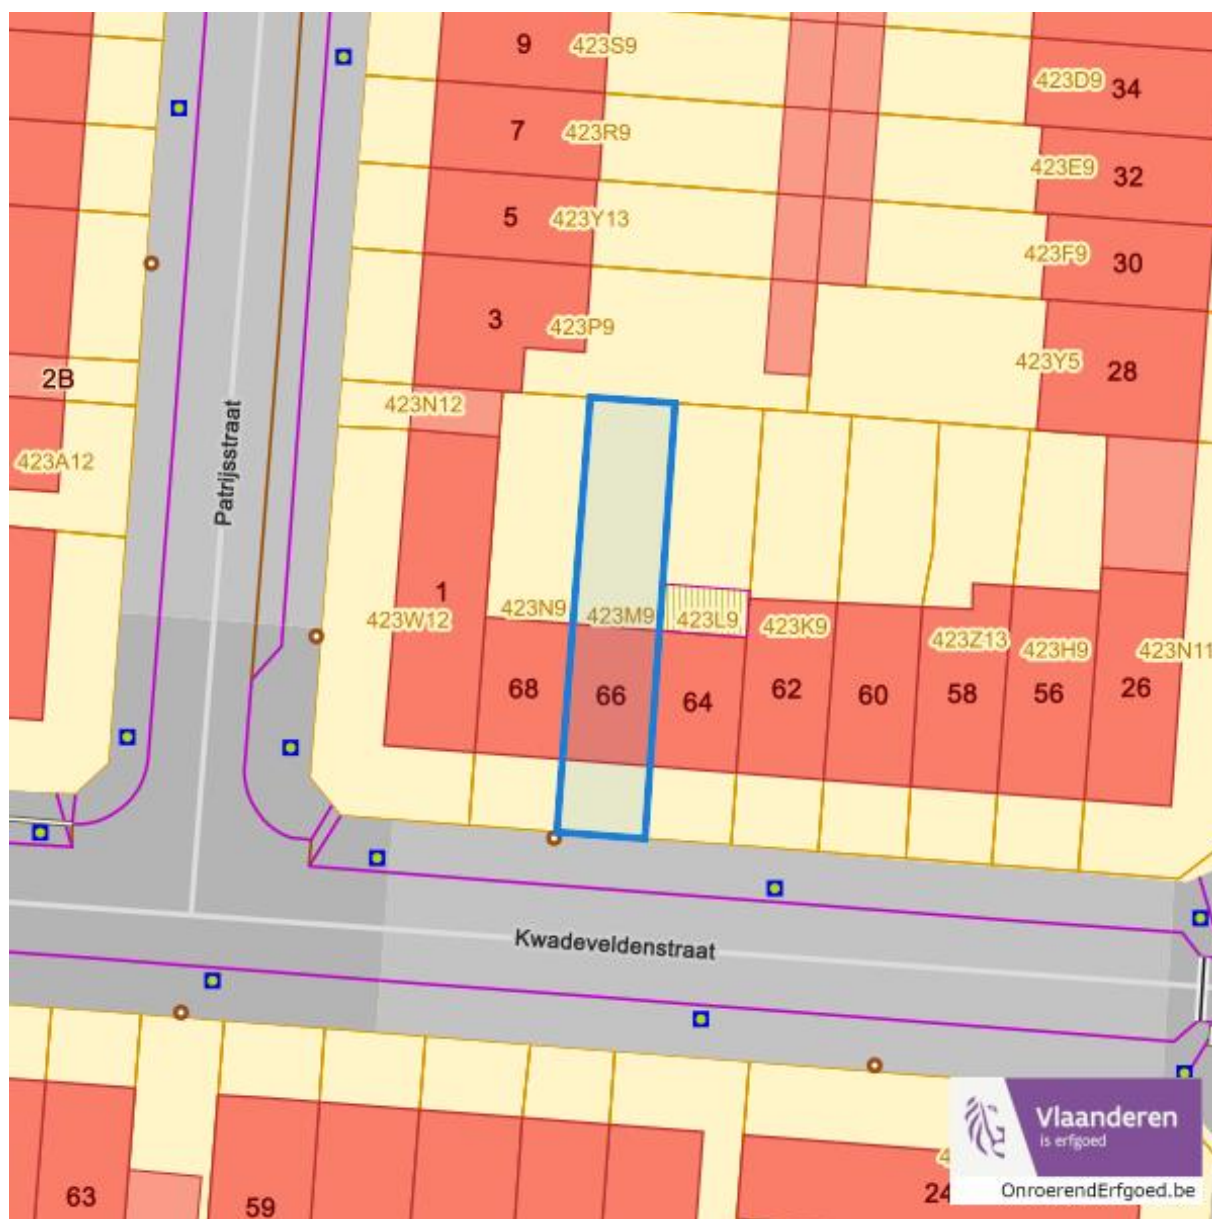 9 423S9
423D9 34
7 423R9
423E9 32
5 423Y13
423F9 30
3 423P9
2B
423Y5 28
423N12
Patrijsstraat
423A12
1
423W12
423N9 423M9 423L9 423K9 423Z13 423H9 423N11
68 66 64 62 60 58 56 26
Kwadeveldenstraat
63
59
24
Vlaanderen
is erfgoed
OnroerendErfgoed.be